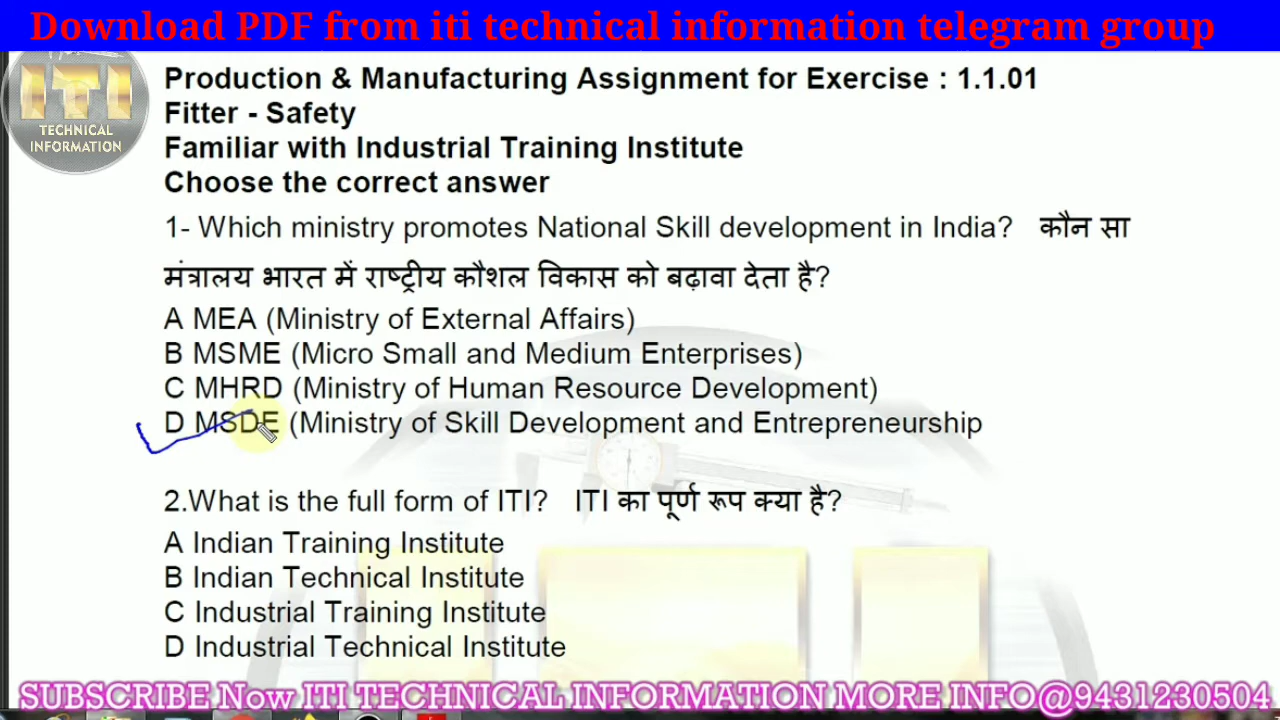 Download PDF from iti technical information telegram group
ITI
TECHNICAL
INFORMATION
Production & Manufacturing Assignment for Exercise : 1.1.01
Fitter - Safety
Familiar with Industrial Training Institute
Choose the correct answer
1- Which ministry promotes National Skill development in India? कौन सा
मंत्रालय भारत में राष्ट्रीय कौशल विकास को बढ़ावा देता है?
A MEA (Ministry of External Affairs)
B MSME (Micro Small and Medium Enterprises)
C MHRD (Ministry of Human Resource Development)
D MSDE (Ministry of Skill Development and Entrepreneurship
2.What is the full form of ITI? ITI का पूर्ण रूप क्या है?
A Indian Training Institute
B Indian Technical Institute
C Industrial Training Institute
D Industrial Technical Institute
SUBSCRIBE Now ITI TECHNICAL INFORMATION MORE INFO@9431230504